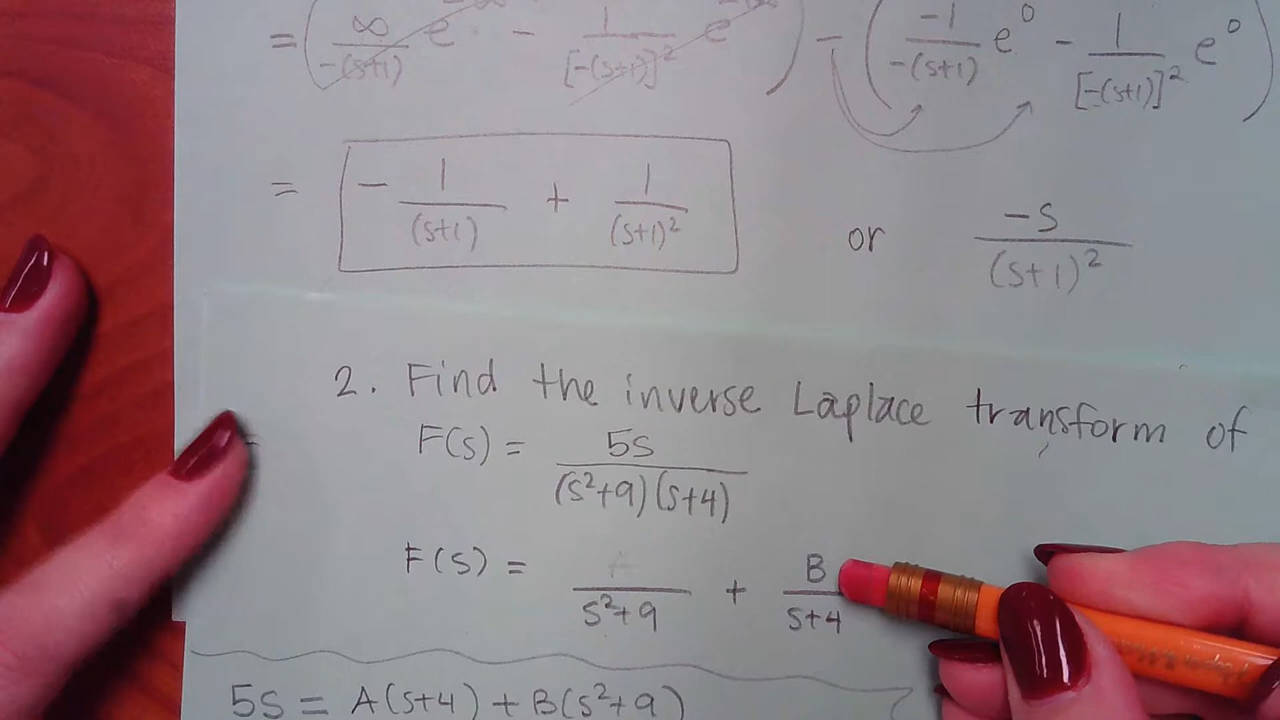 = ( ∞/-(s+1) e - 1/[-(s+1)]² e ) - ( -1/-(s+1) e⁰ - 1/[-(s+1)]² e⁰ )
= - 1/(s+1) + 1/(s+1)² or -s/(s+1)²
2. Find the inverse Laplace transform of
F(s) = 5s/(s²+9)(s+4)
F(s) = A/s²+9 + B/s+4
5s = A(s+4) + B(s²+9)